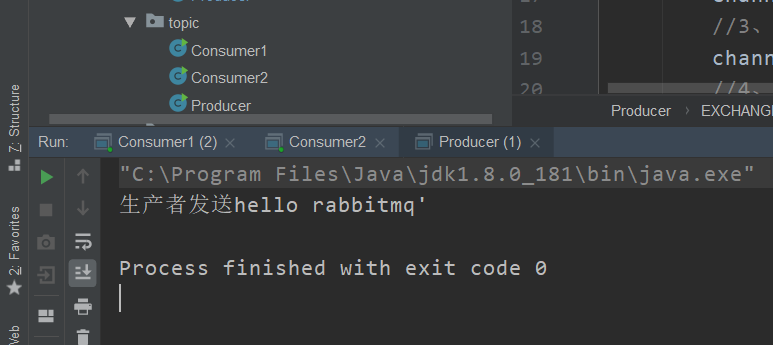 Producer
topic
Consumer1
Consumer2
Producer
18 //3、
19 chann
20 //4、
Producer › EXCHANG
Z: Structure
2: Favorites
Web
Run: Consumer1 (2) × Consumer2 × Producer (1) ×
"C:\Program Files\Java\jdk1.8.0_181\bin\java.exe"
生产者发送hello rabbitmq'
Process finished with exit code 0